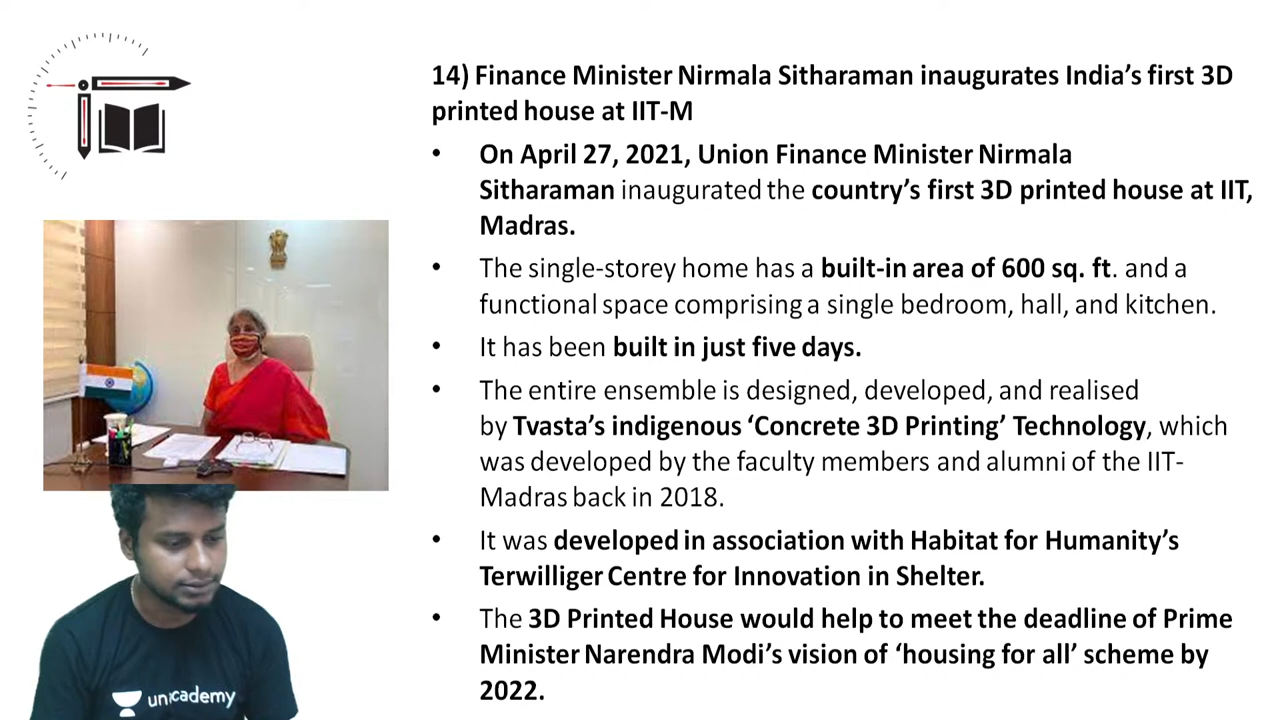 14) Finance Minister Nirmala Sitharaman inaugurates India’s first 3D
printed house at IIT-M
• On April 27, 2021, Union Finance Minister Nirmala
Sitharaman inaugurated the country’s first 3D printed house at IIT,
Madras.
• The single-storey home has a built-in area of 600 sq. ft. and a
functional space comprising a single bedroom, hall, and kitchen.
• It has been built in just five days.
• The entire ensemble is designed, developed, and realised
by Tvasta’s indigenous ‘Concrete 3D Printing’ Technology, which
was developed by the faculty members and alumni of the IIT-
Madras back in 2018.
• It was developed in association with Habitat for Humanity’s
Terwilliger Centre for Innovation in Shelter.
• The 3D Printed House would help to meet the deadline of Prime
Minister Narendra Modi’s vision of ‘housing for all’ scheme by
2022.
unacademy